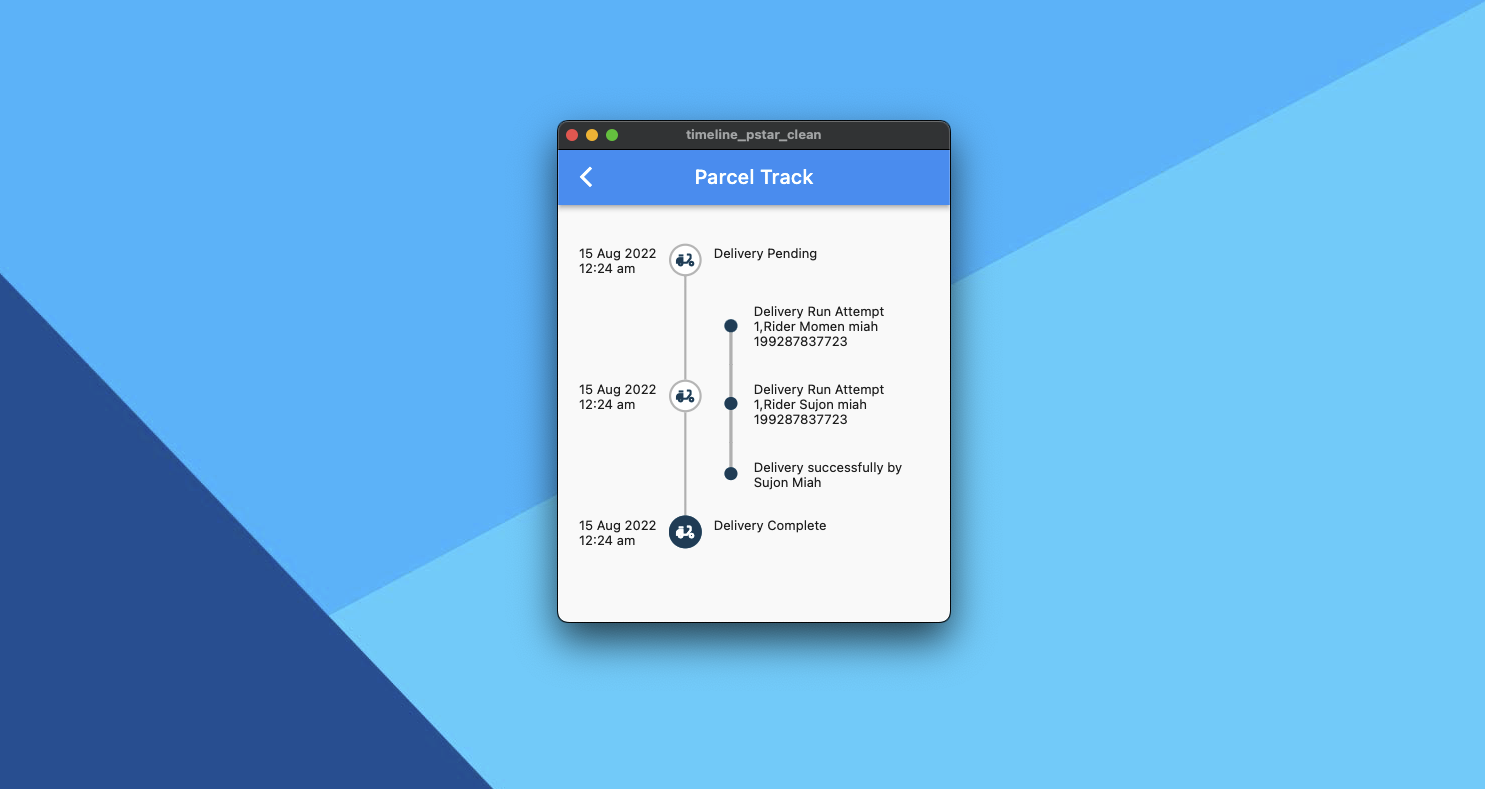 timeline_pstar_clean
Parcel Track
15 Aug 2022
12:24 am
Delivery Pending
Delivery Run Attempt
1,Rider Momen miah
199287837723
15 Aug 2022
12:24 am
Delivery Run Attempt
1,Rider Sujon miah
199287837723
Delivery successfully by
Sujon Miah
15 Aug 2022
12:24 am
Delivery Complete